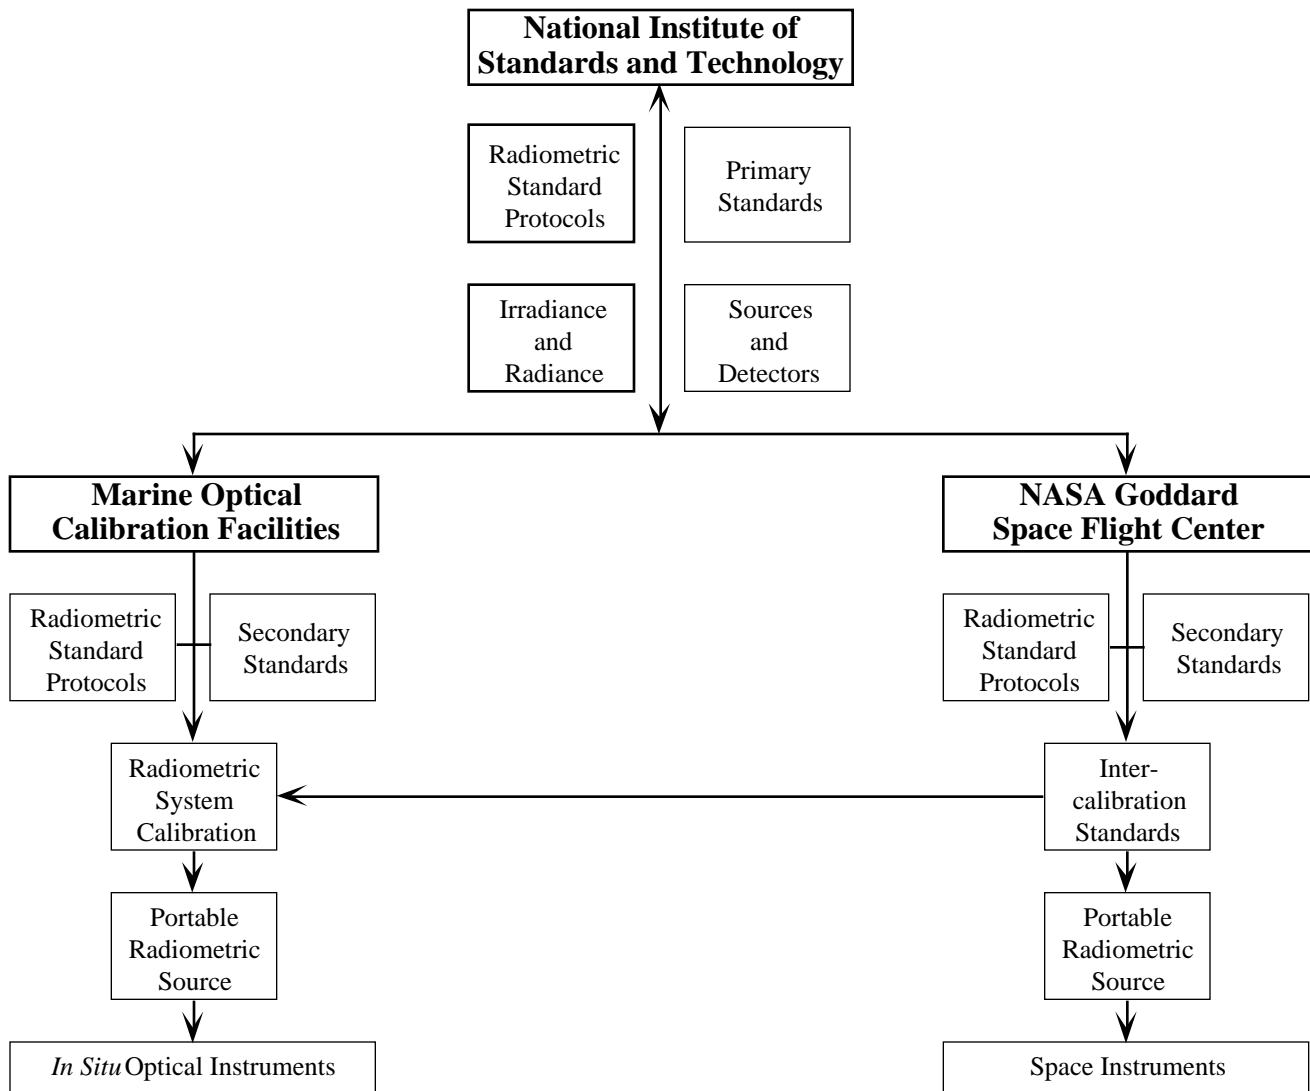 National Institute of
Standards and Technology
Radiometric
Standard
Protocols
Primary
Standards
Irradiance
and
Radiance
Sources
and
Detectors
Marine Optical
Calibration Facilities
NASA Goddard
Space Flight Center
Radiometric
Standard
Protocols
Secondary
Standards
Radiometric
Standard
Protocols
Secondary
Standards
Radiometric
System
Calibration
Inter-
calibration
Standards
Portable
Radiometric
Source
Portable
Radiometric
Source
In Situ Optical Instruments
Space Instruments